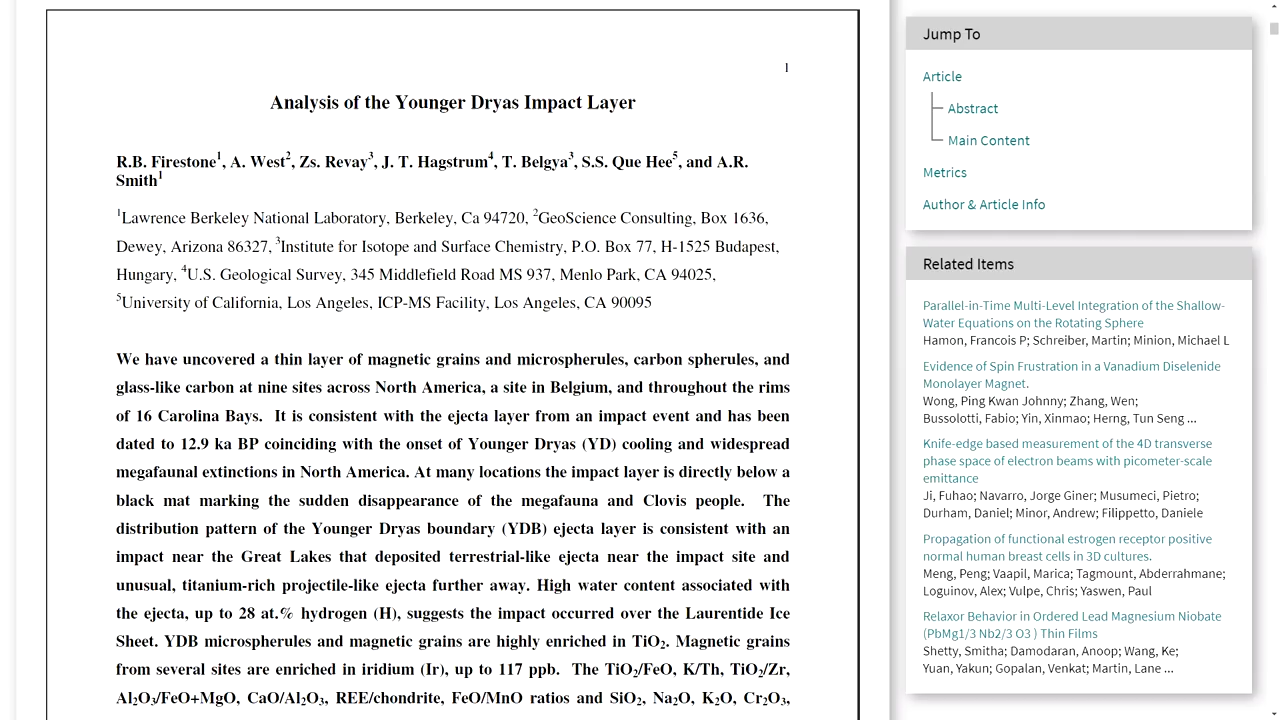 1
Analysis of the Younger Dryas Impact Layer
R.B. Firestone1, A. West2, Zs. Revay3, J. T. Hagstrum4, T. Belgya3, S.S. Que Hee5, and A.R.
Smith1
1Lawrence Berkeley National Laboratory, Berkeley, Ca 94720, 2GeoScience Consulting, Box 1636,
Dewey, Arizona 86327, 3Institute for Isotope and Surface Chemistry, P.O. Box 77, H-1525 Budapest,
Hungary, 4U.S. Geological Survey, 345 Middlefield Road MS 937, Menlo Park, CA 94025,
5University of California, Los Angeles, ICP-MS Facility, Los Angeles, CA 90095
We have uncovered a thin layer of magnetic grains and microspherules, carbon spherules, and
glass-like carbon at nine sites across North America, a site in Belgium, and throughout the rims
of 16 Carolina Bays. It is consistent with the ejecta layer from an impact event and has been
dated to 12.9 ka BP coinciding with the onset of Younger Dryas (YD) cooling and widespread
megafaunal extinctions in North America. At many locations the impact layer is directly below a
black mat marking the sudden disappearance of the megafauna and Clovis people. The
distribution pattern of the Younger Dryas boundary (YDB) ejecta layer is consistent with an
impact near the Great Lakes that deposited terrestrial-like ejecta near the impact site and
unusual, titanium-rich projectile-like ejecta further away. High water content associated with
the ejecta, up to 28 at.% hydrogen (H), suggests the impact occurred over the Laurentide Ice
Sheet. YDB microspherules and magnetic grains are highly enriched in TiO2. Magnetic grains
from several sites are enriched in iridium (Ir), up to 117 ppb. The TiO2/FeO, K/Th, TiO2/Zr,
Al2O3/FeO+MgO, CaO/Al2O3, REE/chondrite, FeO/MnO ratios and SiO2, Na2O, K2O, Cr2O3,
Jump To
Article
Abstract
Main Content
Metrics
Author & Article Info
Related Items
Parallel-in-Time Multi-Level Integration of the Shallow-
Water Equations on the Rotating Sphere
Hamon, Francois P; Schreiber, Martin; Minion, Michael L
Evidence of Spin Frustration in a Vanadium Diselenide
Monolayer Magnet.
Wong, Ping Kwan Johnny; Zhang, Wen;
Bussolotti, Fabio; Yin, Xinmao; Herng, Tun Seng ...
Knife-edge based measurement of the 4D transverse
phase space of electron beams with picometer-scale
emittance
Ji, Fuhao; Navarro, Jorge Giner; Musumeci, Pietro;
Durham, Daniel; Minor, Andrew; Filippetto, Daniele
Propagation of functional estrogen receptor positive
normal human breast cells in 3D cultures.
Meng, Peng; Vaapil, Marica; Tagmount, Abderrahmane;
Loguinov, Alex; Vulpe, Chris; Yaswen, Paul
Relaxor Behavior in Ordered Lead Magnesium Niobate
(PbMg1/3 Nb2/3 O3 ) Thin Films
Shetty, Smitha; Damodaran, Anoop; Wang, Ke;
Yuan, Yakun; Gopalan, Venkat; Martin, Lane ...